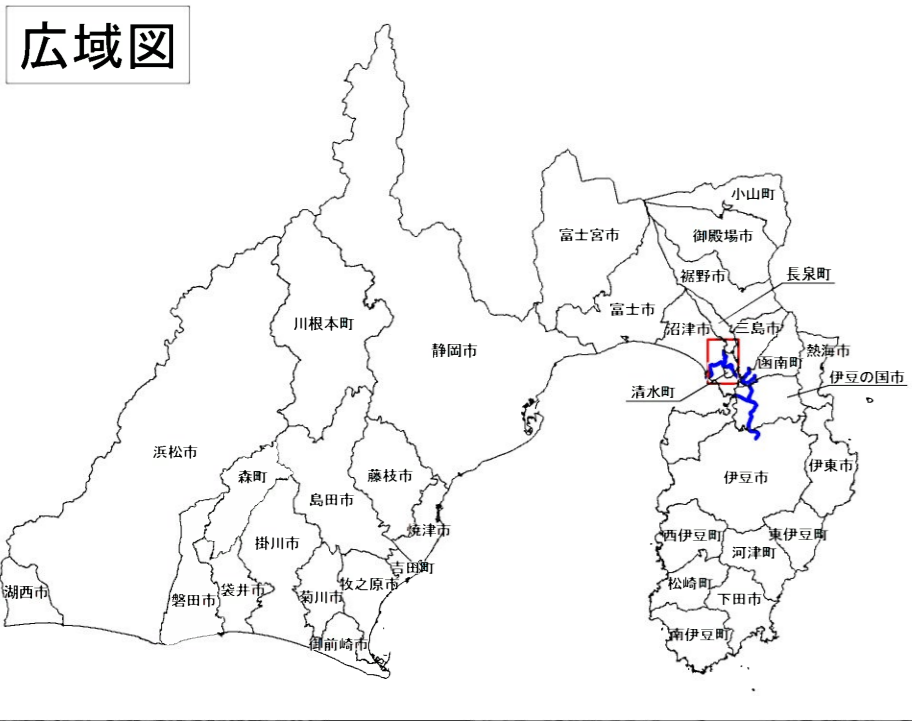 広域図
小山町
富士宮市
御殿場市
裾野市
長泉町
富士市
川根本町
沼津市
三島市
静岡市
熱海市
函南町
伊豆の国市
清水町
浜松市
森町
藤枝市
伊東市
伊豆市
島田市
焼津市
掛川市
西伊豆町
東伊豆町
河津町
吉田町
湖西市
袋井市
牧之原市
松崎町
磐田市
菊川市
下田市
御前崎市
南伊豆町